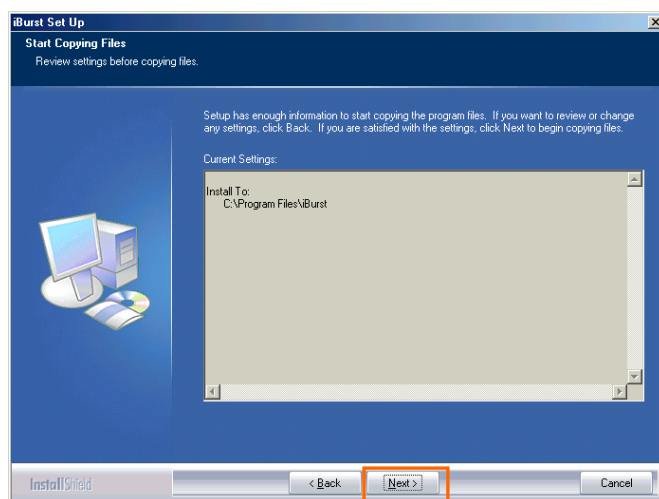 iBurst Set Up
Start Copying Files
Review settings before copying files.
Setup has enough information to start copying the program files. If you want to review or change
any settings, click Back. If you are satisfied with the settings, click Next to begin copying files.
Current Settings:
Install To:
C:\Program Files\iBurst
InstallShield
< Back
Next >
Cancel